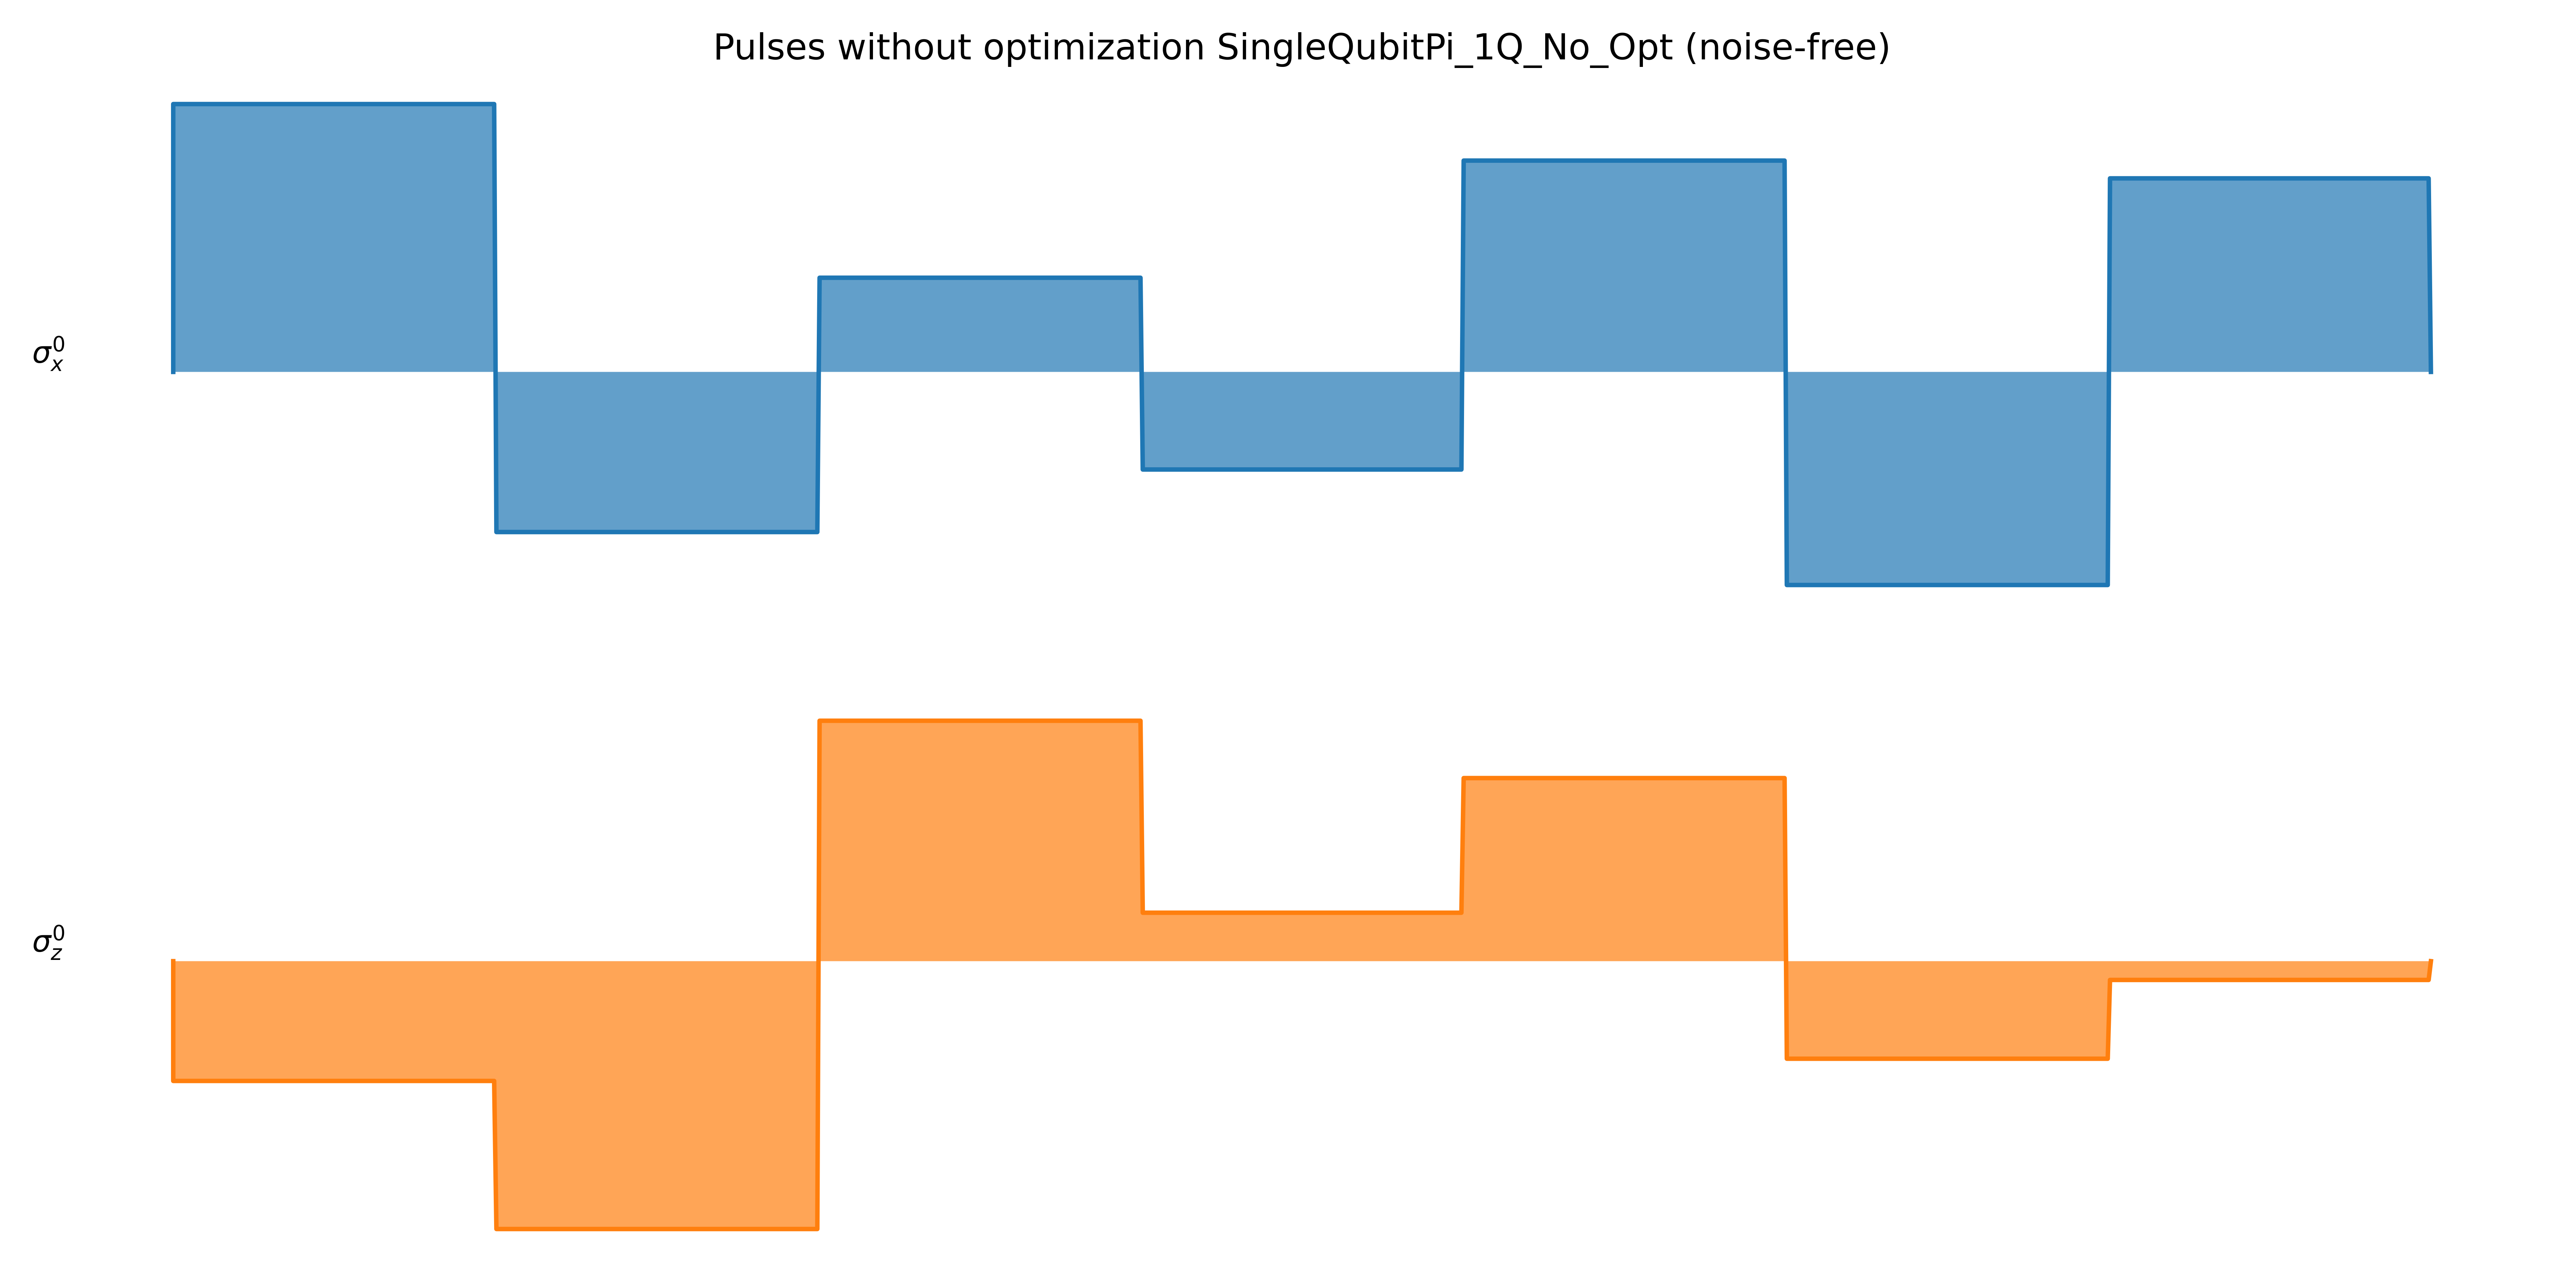 Pulses without optimization SingleQubitPi_1Q_No_Opt (noise-free)
σ_x^0
σ_z^0